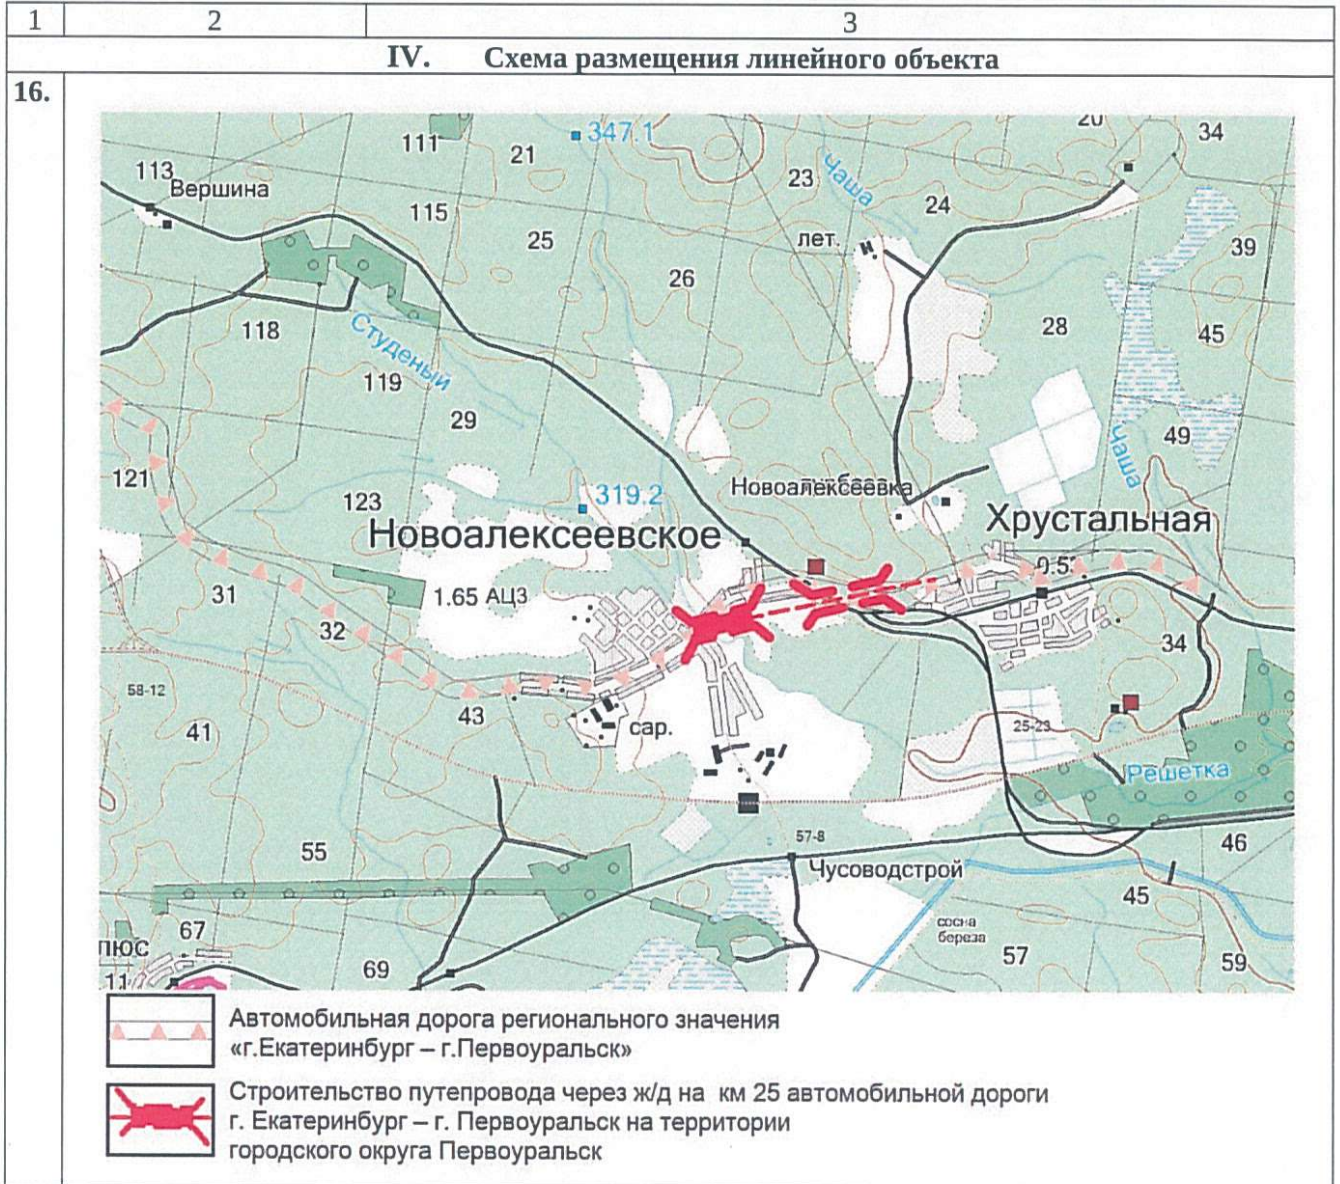 1 2 3
IV. Схема размещения линейного объекта
16.
111
21
347.1
20
34
113
Вершина
23
Чаша
24
115
25
лет.
39
26
118
Студеный
28
45
119
29
49
Чаша
121
123
319.2
Новоалексеевка
Новоалексеевское
Хрустальная
0.5
31
1.65 АЦЗ
32
34
58-12
43
41
сар.
25-23
Решетка
57-8
46
55
Чусоводстрой
45
67
сосна
береза
люс
69
57
59
11
Автомобильная дорога регионального значения
«г.Екатеринбург – г.Первоуральск»
Строительство путепровода через ж/д на км 25 автомобильной дороги
г. Екатеринбург – г. Первоуральск на территории
городского округа Первоуральск